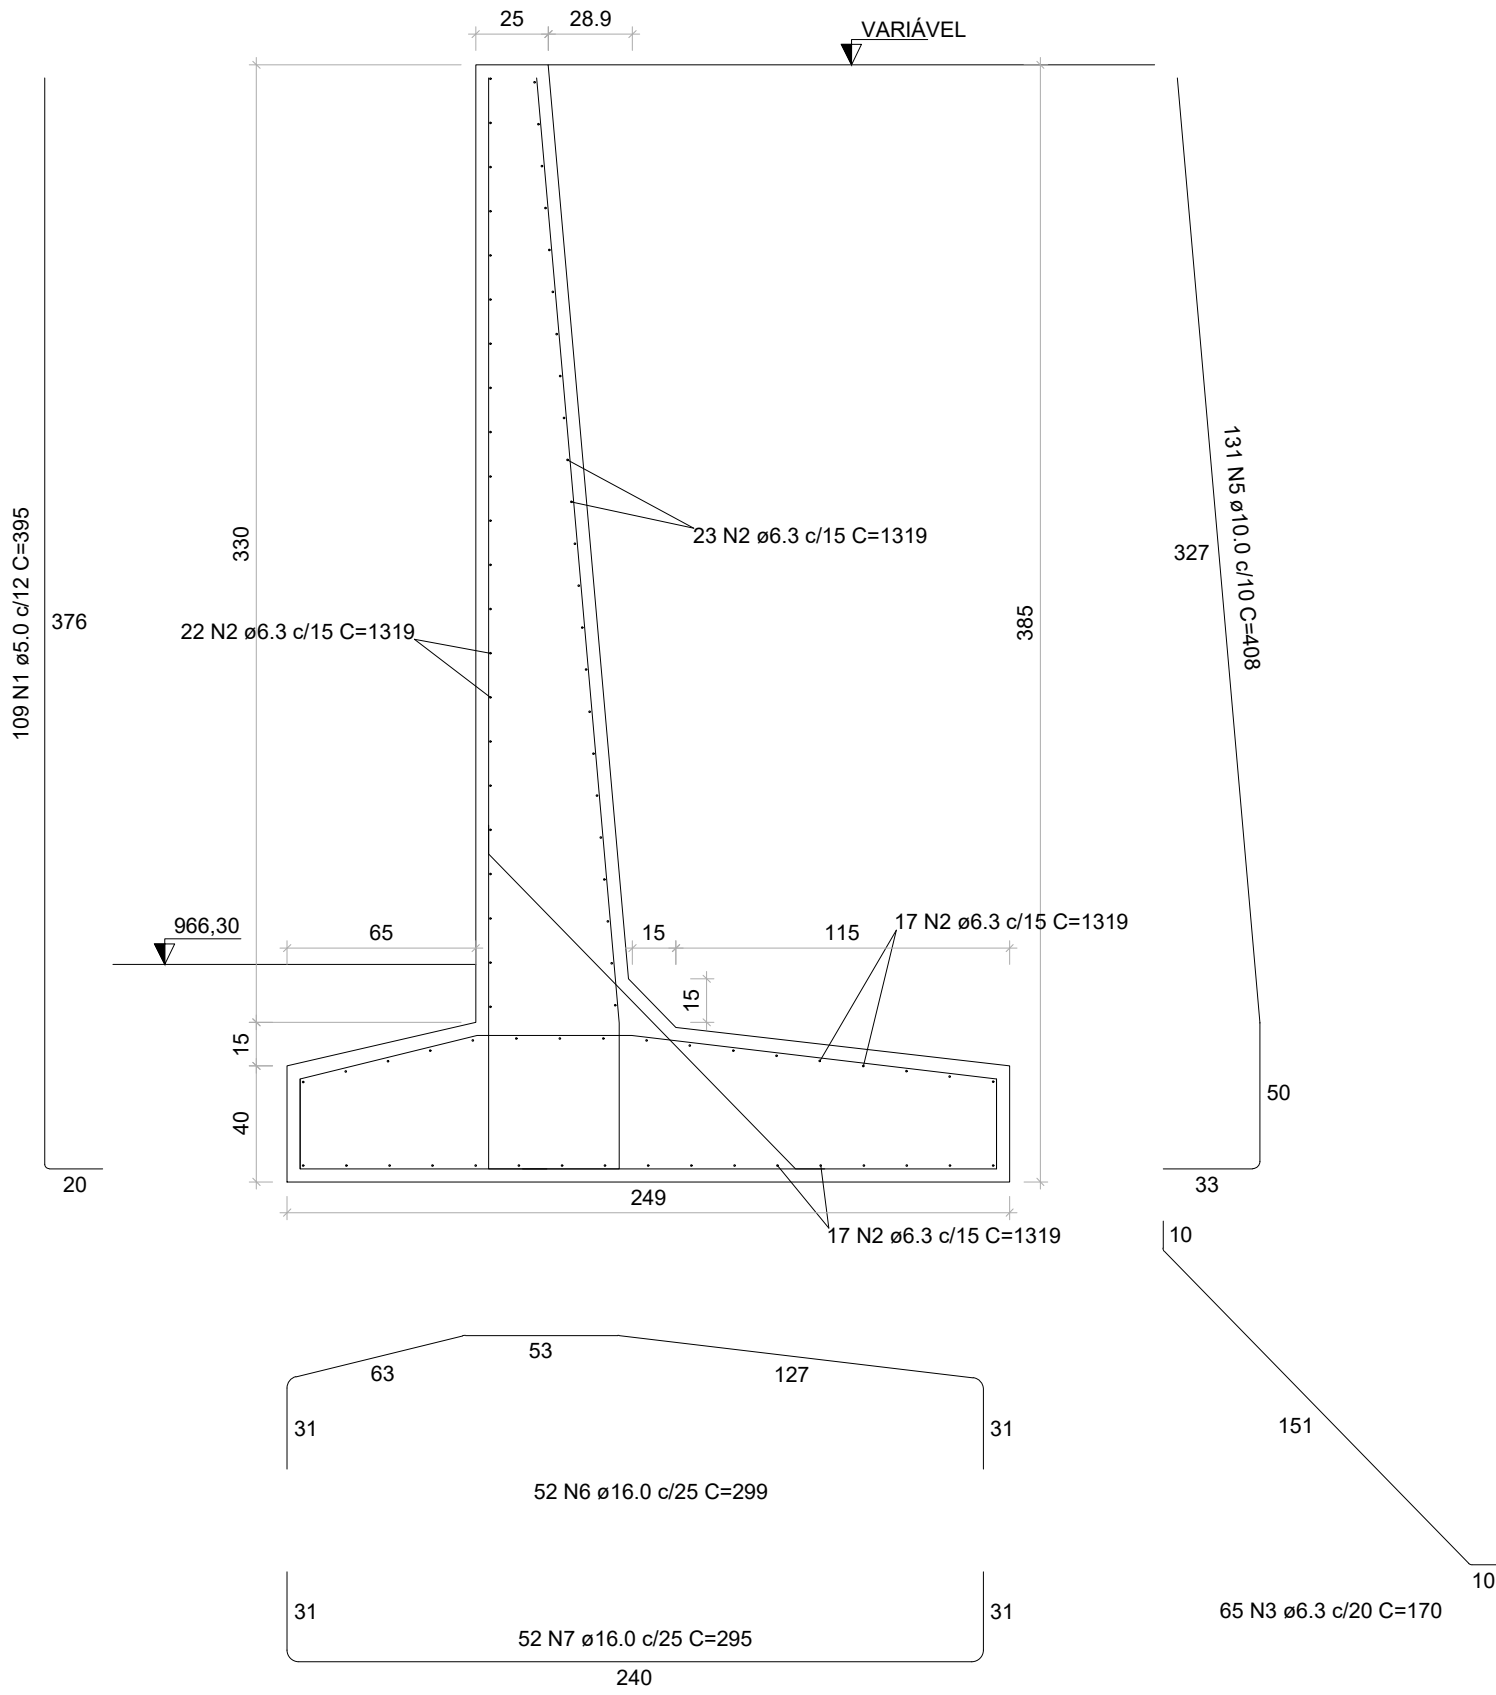 25
28.9
VARIÁVEL
109 N1 ø5.0 c/12 C=395
376
20
330
22 N2 ø6.3 c/15 C=1319
23 N2 ø6.3 c/15 C=1319
385
327
131 N5 ø10.0 c/10 C=408
50
33
966,30
65
15
115
17 N2 ø6.3 c/15 C=1319
15
15
40
249
17 N2 ø6.3 c/15 C=1319
10
151
10
65 N3 ø6.3 c/20 C=170
63
53
127
31
31
52 N6 ø16.0 c/25 C=299
31
31
52 N7 ø16.0 c/25 C=295
240